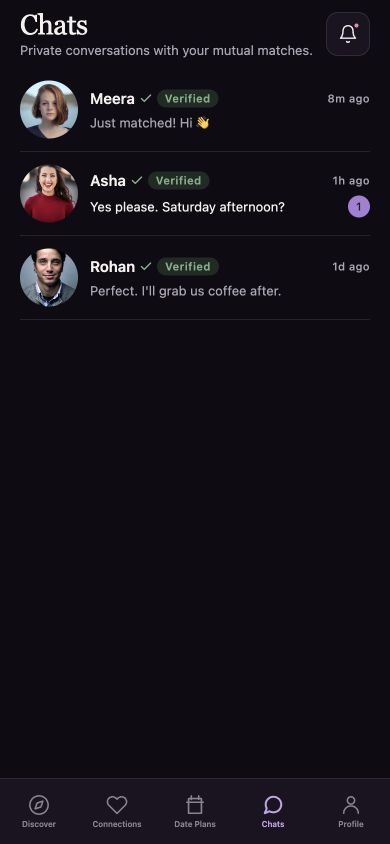 Chats
Private conversations with your mutual matches.
Meera Verified 8m ago
Just matched! Hi 👋
Asha Verified 1h ago
Yes please. Saturday afternoon? 1
Rohan Verified 1d ago
Perfect. I'll grab us coffee after.
Discover Connections Date Plans Chats Profile